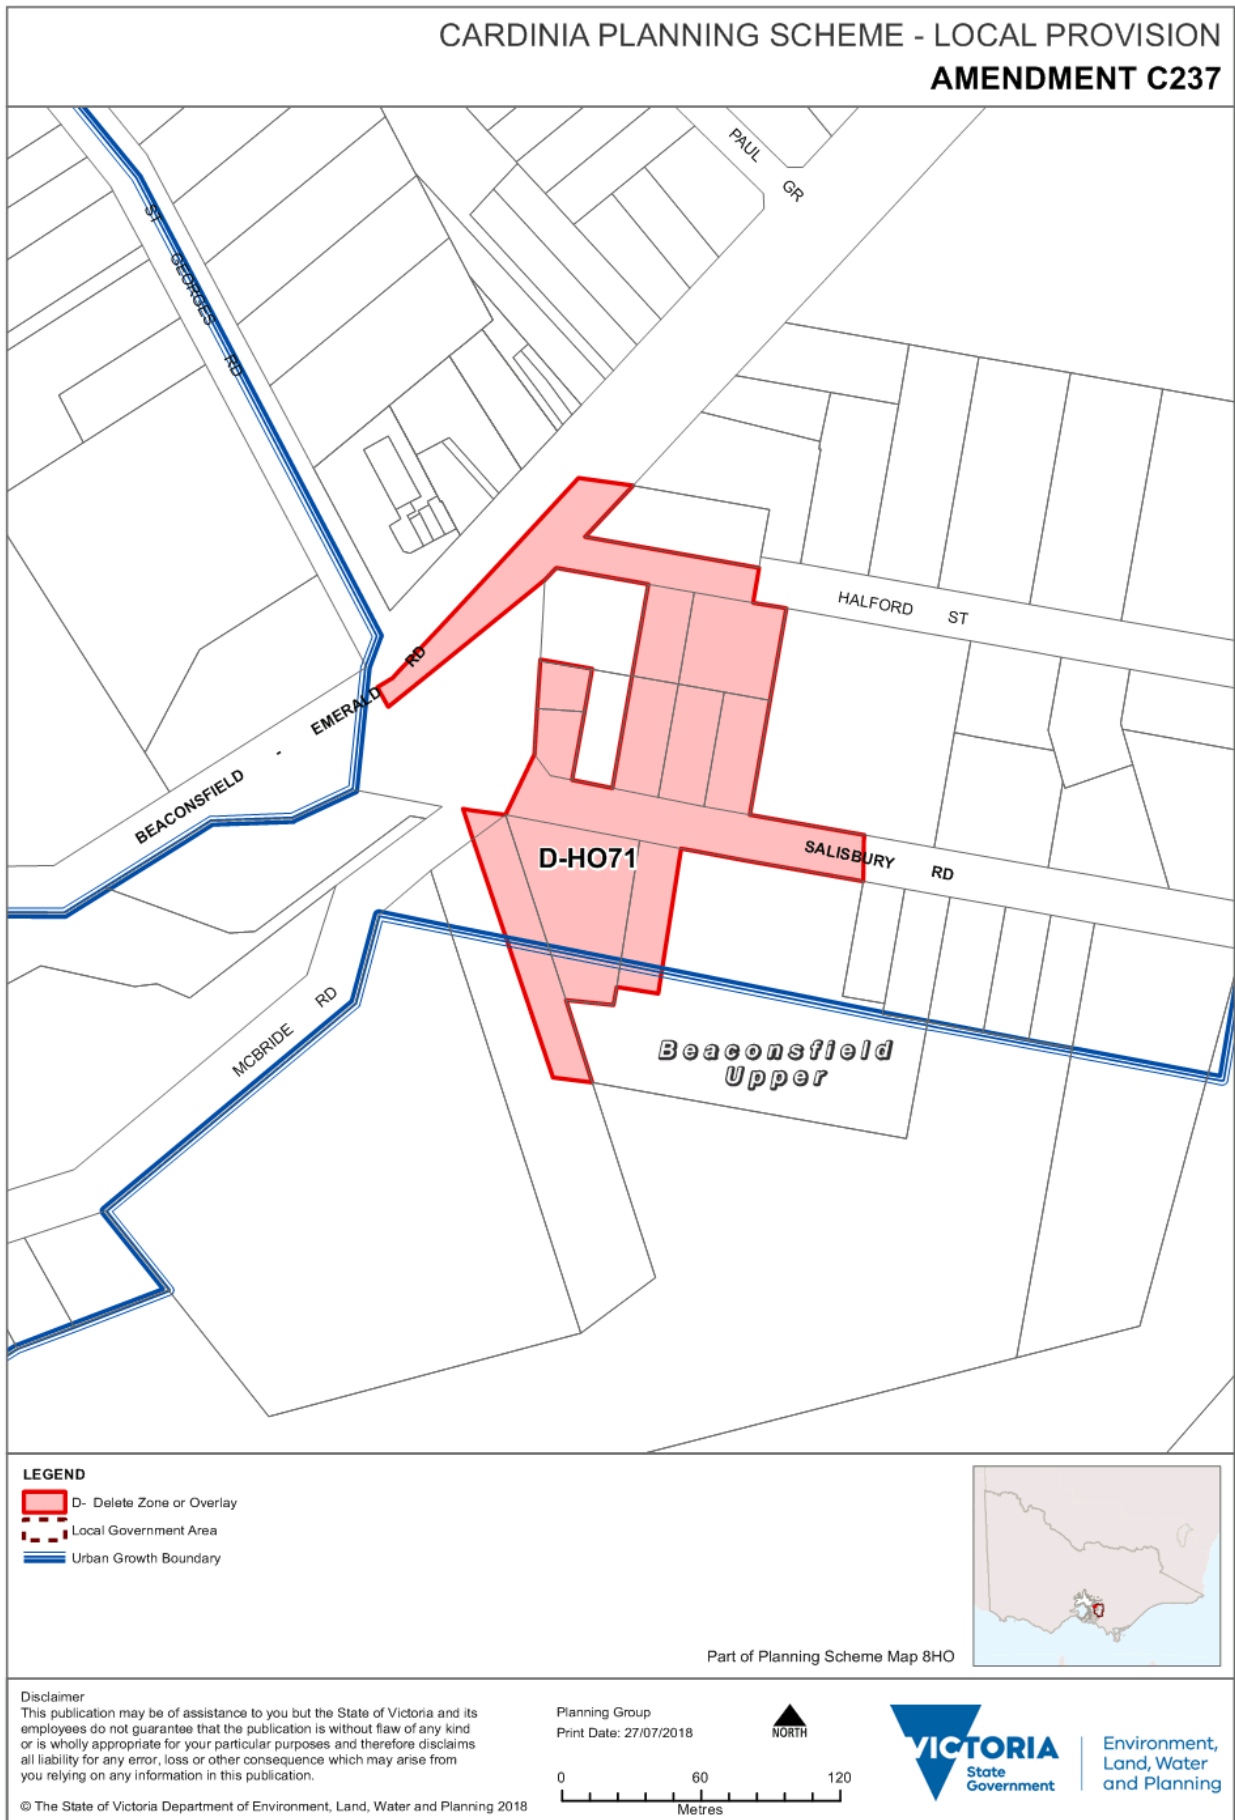 CARDINIA PLANNING SCHEME - LOCAL PROVISION
AMENDMENT C237
PAUL GR
ST GEORGES RD
HALFORD ST
BEACONSFIELD - EMERALD RD
SALISBURY RD
D-HO71
MCBRIDE RD
Beaconsfield
Upper
LEGEND
D- Delete Zone or Overlay
Local Government Area
Urban Growth Boundary
Part of Planning Scheme Map 8HO
Disclaimer
This publication may be of assistance to you but the State of Victoria and its
employees do not guarantee that the publication is without flaw of any kind
or is wholly appropriate for your particular purposes and therefore disclaims
all liability for any error, loss or other consequence which may arise from
you relying on any information in this publication.
© The State of Victoria Department of Environment, Land, Water and Planning 2018
Planning Group
Print Date: 27/07/2018
NORTH
0 60 120
Metres
VICTORIA
State
Government
Environment,
Land, Water
and Planning